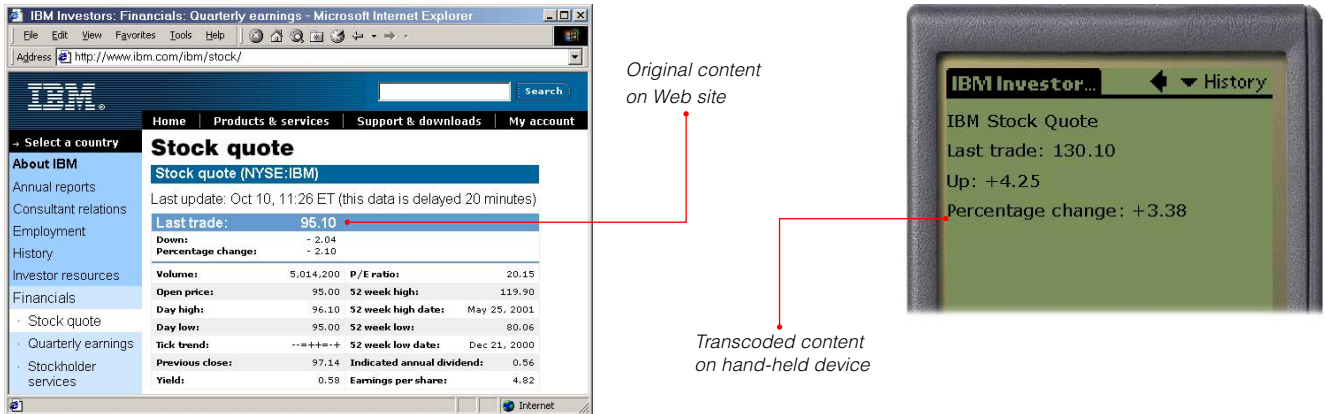 IBM Investors: Financials: Quarterly earnings - Microsoft Internet Explorer
File Edit View Favorites Tools Help
Address http://www.ibm.com/ibm/stock/
IBM®
Search
Home | Products & services | Support & downloads | My account
→ Select a country
About IBM
Annual reports
Consultant relations
Employment
History
Investor resources
Financials
· Stock quote
· Quarterly earnings
· Stockholder
services
Stock quote
Stock quote (NYSE:IBM)
Last update: Oct 10, 11:26 ET (this data is delayed 20 minutes)
Last trade: 95.10
Down: - 2.04
Percentage change: - 2.10
Volume: 5,014,200 P/E ratio: 20.15
Open price: 95.00 52 week high: 119.90
Day high: 96.10 52 week high date: May 25, 2001
Day low: 95.00 52 week low: 80.06
Tick trend: --=++=-+ 52 week low date: Dec 21, 2000
Previous close: 97.14 Indicated annual dividend: 0.56
Yield: 0.58 Earnings per share: 4.82
Internet
Original content
on Web site
Transcoded content
on hand-held device
IBM Investor... History
IBM Stock Quote
Last trade: 130.10
Up: +4.25
Percentage change: +3.38